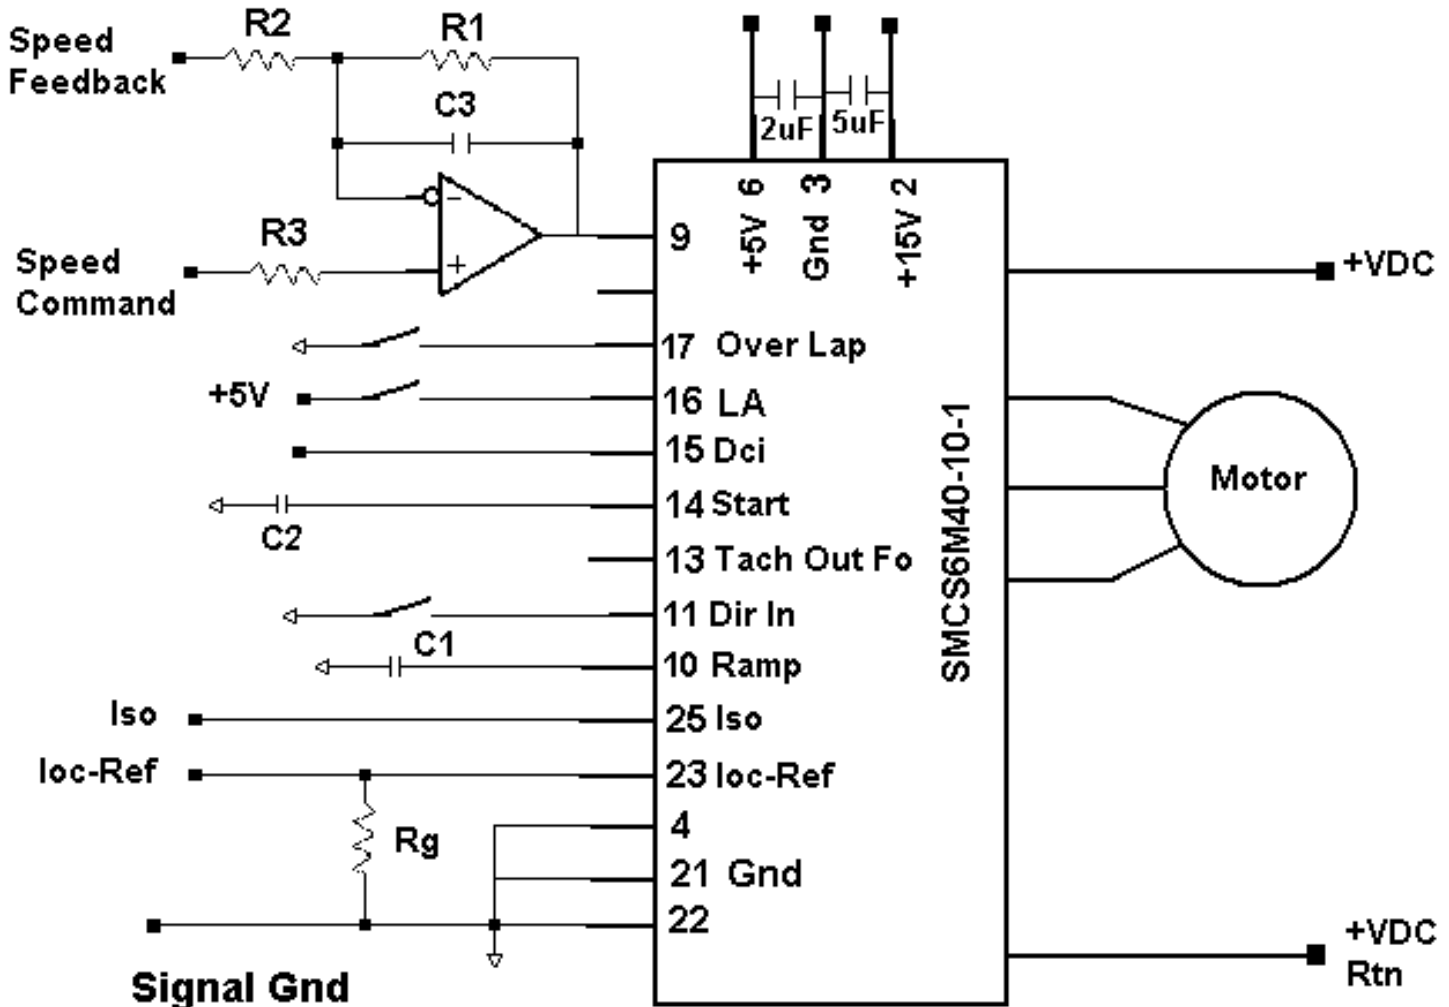 Speed
Feedback
R2
R1
C3
-
+
R3
Speed
Command
2uF
5uF
+5V 6
Gnd 3
+15V 2
9
+VDC
17 Over Lap
+5V
16 LA
15 Dci
C2
14 Start
13 Tach Out Fo
11 Dir In
C1
10 Ramp
Iso
25 Iso
Ioc-Ref
23 Ioc-Ref
Rg
4
21 Gnd
22
Signal Gnd
SMCS6M40-10-1
Motor
+VDC
Rtn